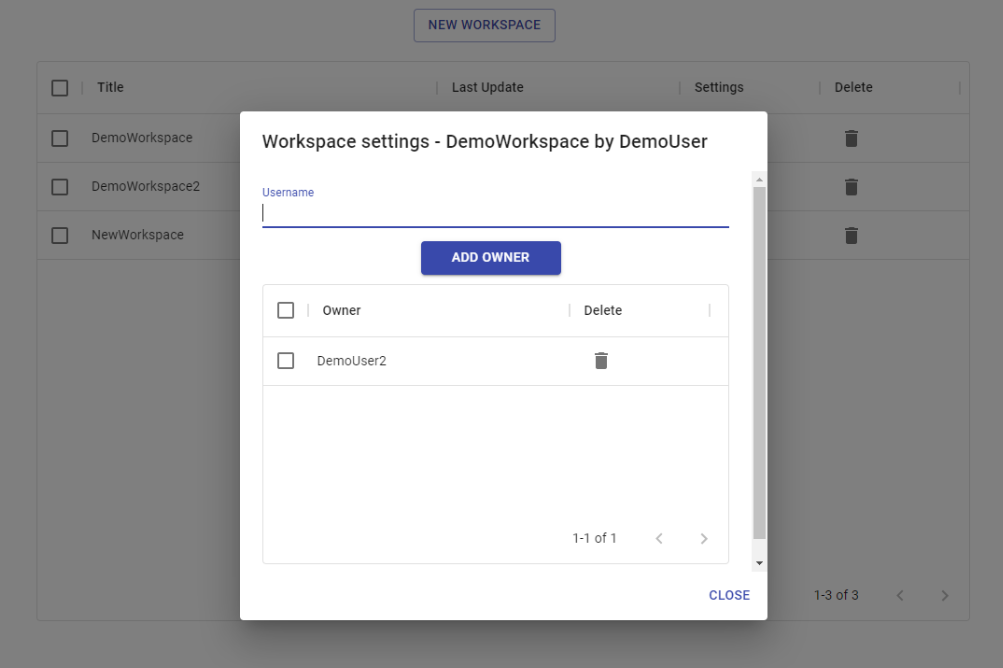 NEW WORKSPACE
Title Last Update Settings Delete
DemoWorkspace
DemoWorkspace2
NewWorkspace
Workspace settings - DemoWorkspace by DemoUser
Username
ADD OWNER
Owner Delete
DemoUser2
1-1 of 1
CLOSE
1-3 of 3